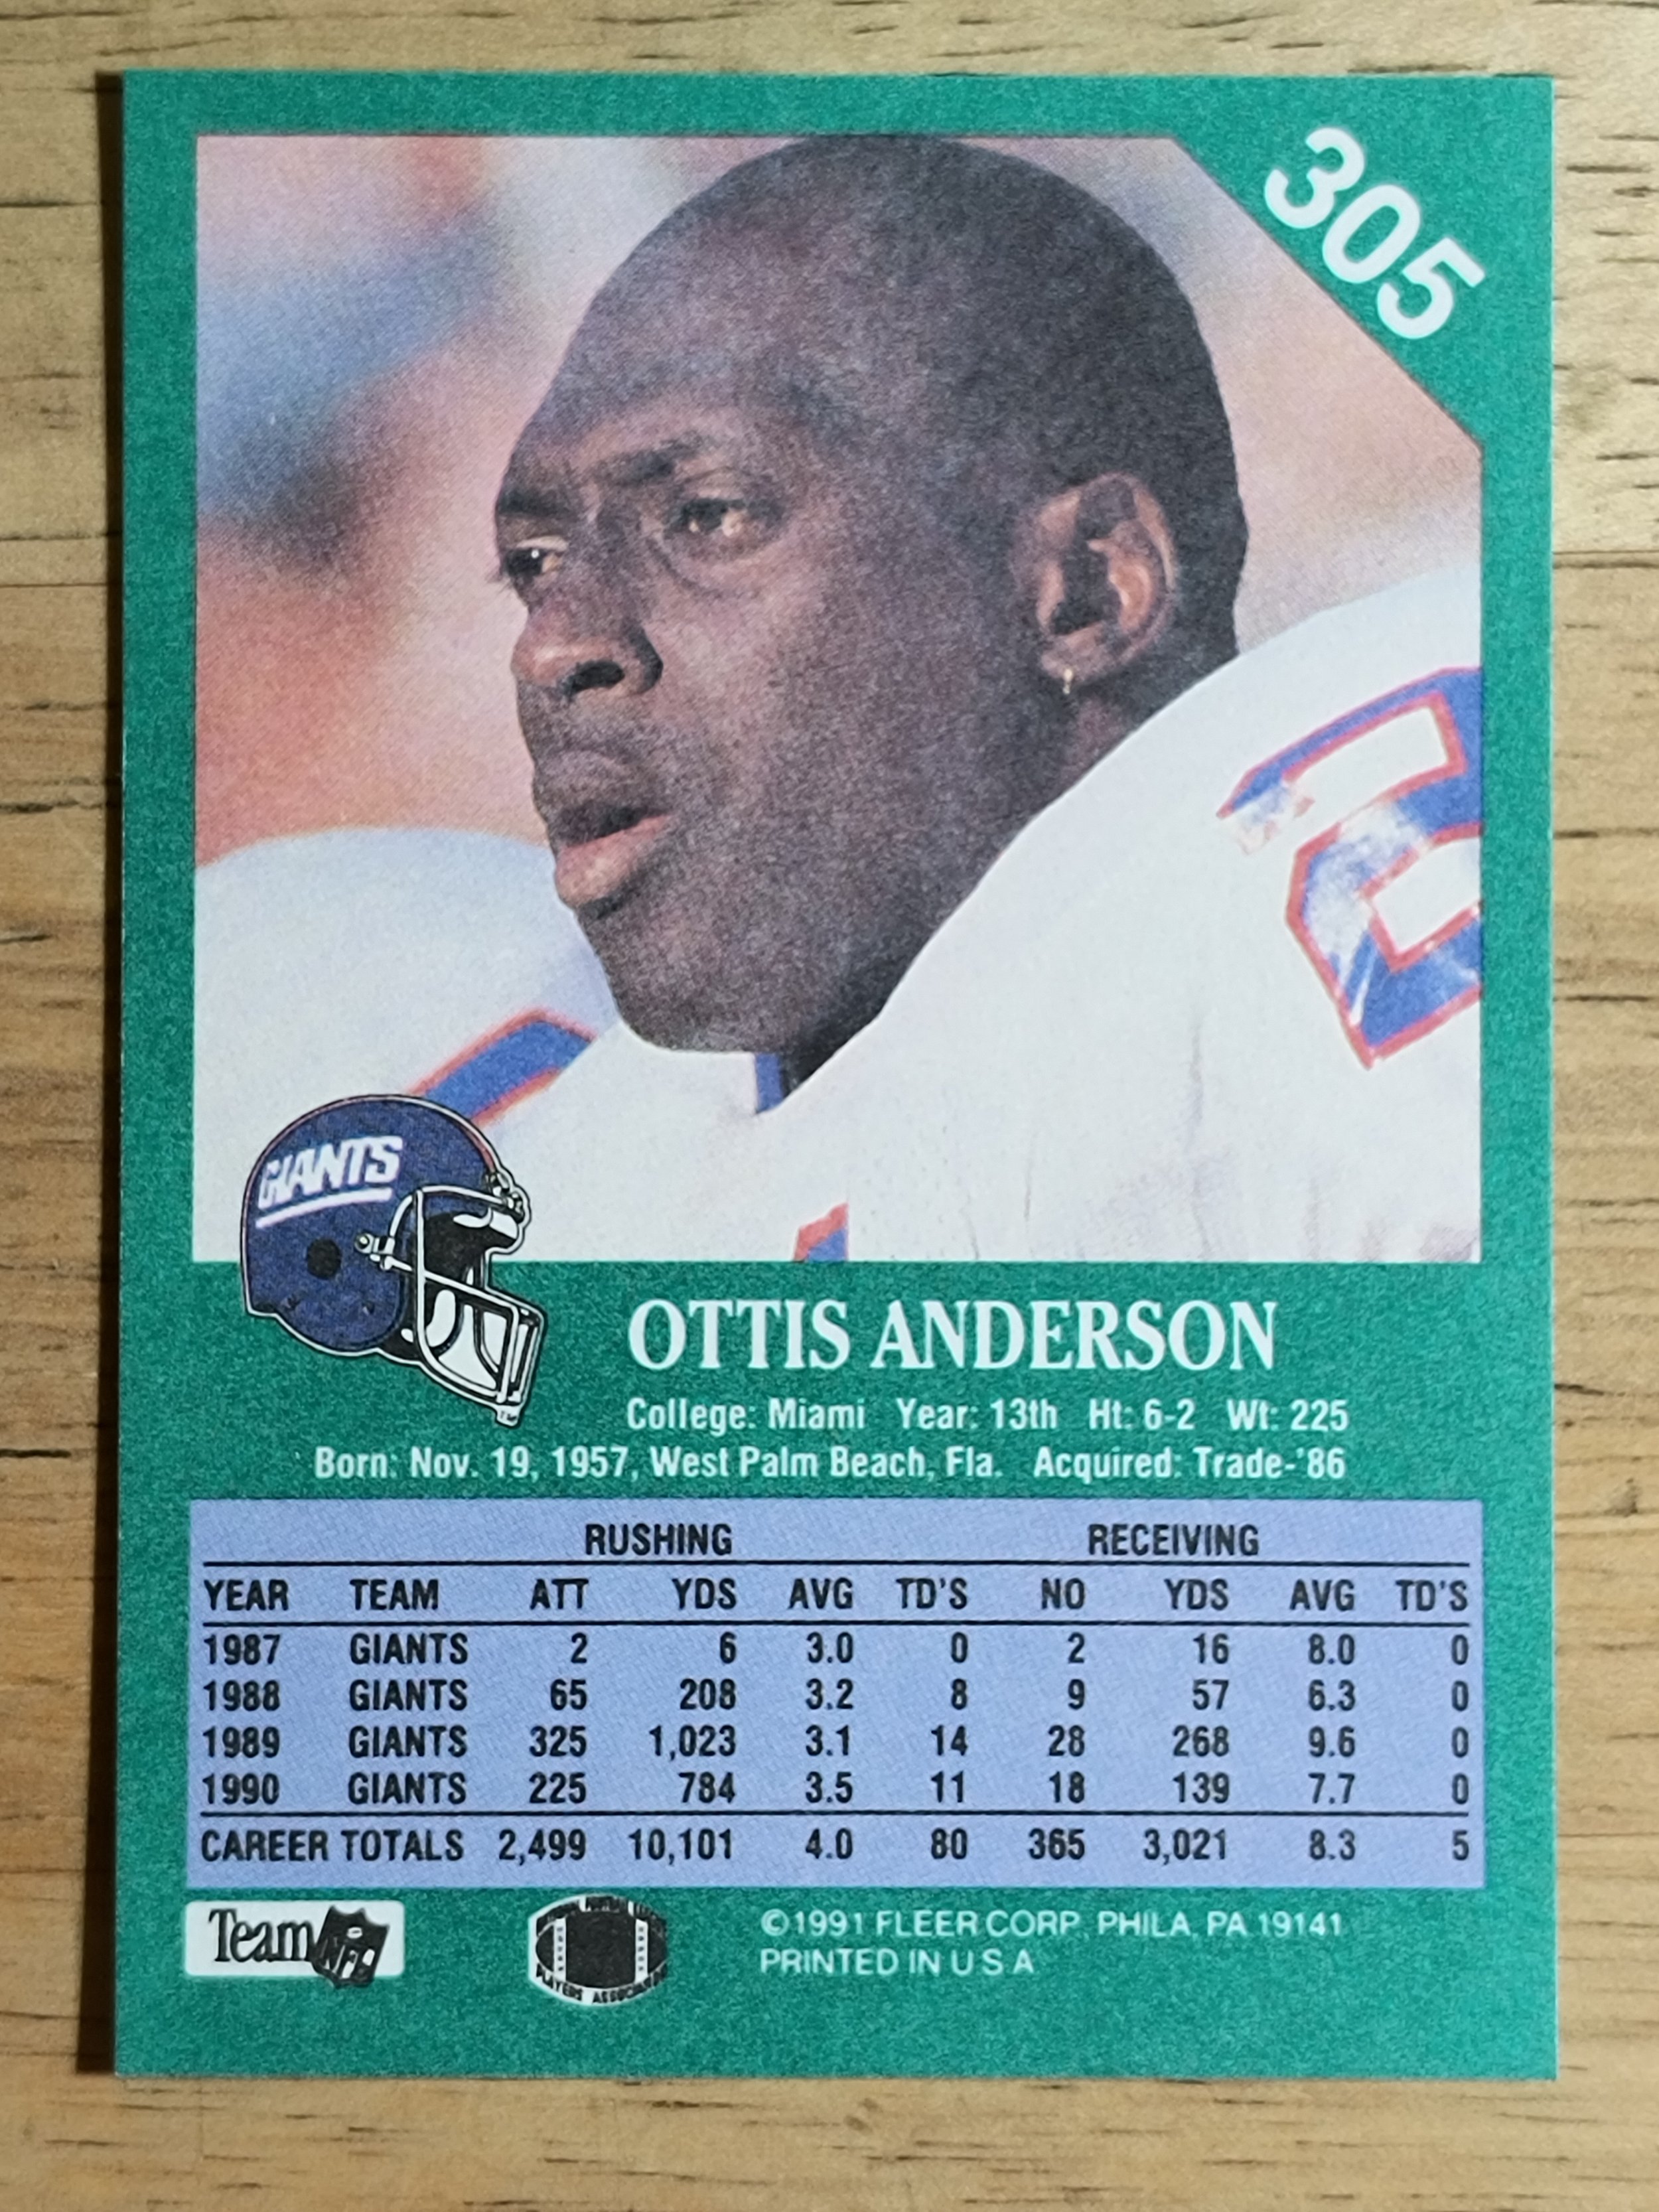 305
GIANTS
OTTIS ANDERSON
College: Miami Year: 13th Ht: 6-2 Wt: 225
Born: Nov. 19, 1957, West Palm Beach, Fla. Acquired: Trade-'86
RUSHING RECEIVING
YEAR TEAM ATT YDS AVG TD'S NO YDS AVG TD'S
1987 GIANTS 2 6 3.0 0 2 16 8.0 0
1988 GIANTS 65 208 3.2 8 9 57 6.3 0
1989 GIANTS 325 1,023 3.1 14 28 268 9.6 0
1990 GIANTS 225 784 3.5 11 18 139 7.7 0
CAREER TOTALS 2,499 10,101 4.0 80 365 3,021 8.3 5
Team NFL
PLAYERS
©1991 FLEER CORP. PHILA. PA 19141
PRINTED IN U S A